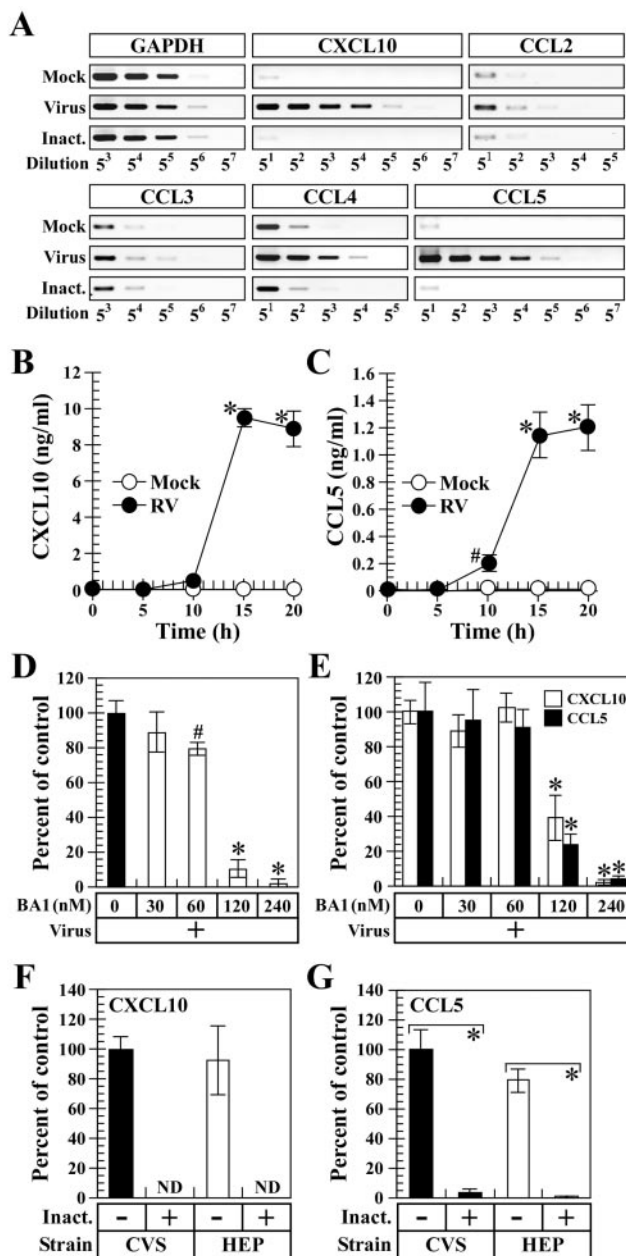 A
GAPDH CXCL10 CCL2
Mock
Virus
Inact.
Dilution 5³ 5⁴ 5⁵ 5⁶ 5⁷ 5¹ 5² 5³ 5⁴ 5⁵ 5⁶ 5⁷ 5¹ 5² 5³ 5⁴ 5⁵
CCL3 CCL4 CCL5
Mock
Virus
Inact.
Dilution 5³ 5⁴ 5⁵ 5⁶ 5⁷ 5¹ 5² 5³ 5⁴ 5⁵ 5¹ 5² 5³ 5⁴ 5⁵ 5⁶ 5⁷
B
CXCL10 (ng/ml)
12
10
8
6
4
2
0
* *
Mock
RV
0 5 10 15 20
Time (h)
C
CCL5 (ng/ml)
1.4
1.2
1.0
0.8
0.6
0.4
0.2
0
# * *
Mock
RV
0 5 10 15 20
Time (h)
D
Percent of control
120
100
80
60
40
20
0
# * *
BA1 (nM) 0 30 60 120 240
Virus +
E
Percent of control
120
100
80
60
40
20
0
CXCL10
CCL5
* * **
BA1 (nM) 0 30 60 120 240
Virus +
F
CXCL10
Percent of control
140
120
100
80
60
40
20
0
ND ND
Inact. - + - +
Strain CVS HEP
G
CCL5
Percent of control
140
120
100
80
60
40
20
0
* *
Inact. - + - +
Strain CVS HEP